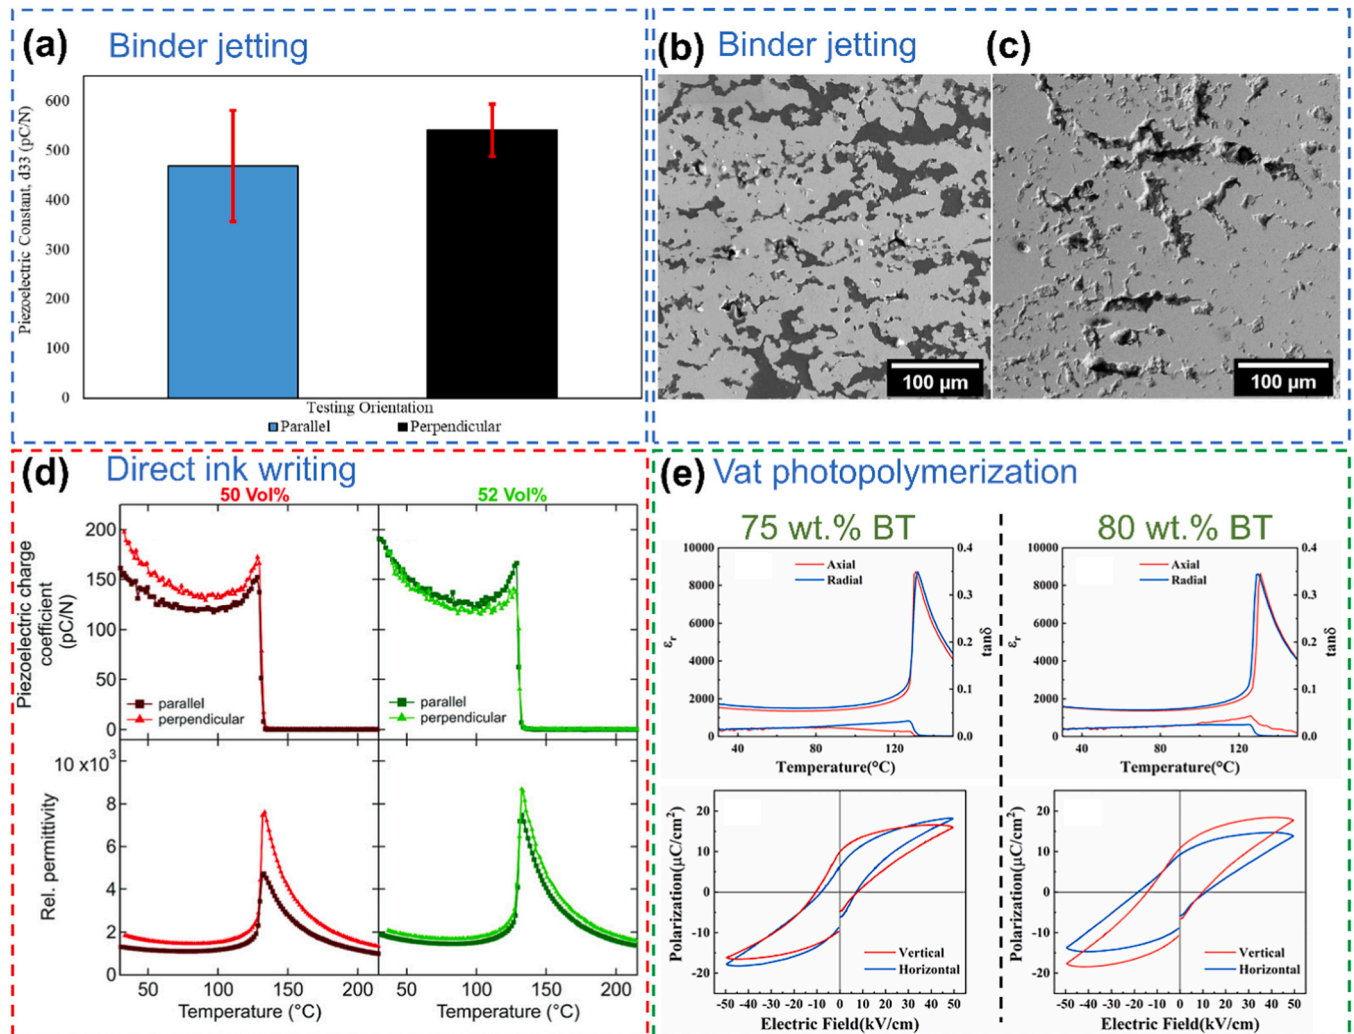 (a) Binder jetting
Piezoelectric Constant, d33 (pC/N)
600
500
400
300
200
100
0
Testing Orientation
Parallel
Perpendicular
(b) Binder jetting (c)
100 µm
100 µm
(d) Direct ink writing
50 Vol%
52 Vol%
Piezoelectric charge
coefficient
(pC/N)
200
150
100
50
0
parallel
perpendicular
parallel
perpendicular
Rel. permittivity
10 x10³
8
6
4
2
0
50 100 150 200
50 100 150 200
Temperature (°C)
Temperature (°C)
(e) Vat photopolymerization
75 wt.% BT
80 wt.% BT
εr
10000
8000
6000
4000
2000
0
Axial
Radial
0.4
0.3
0.2
0.1
0.0
tanδ
40 80 120
Temperature(°C)
εr
10000
8000
6000
4000
2000
0
Axial
Radial
0.4
0.3
0.2
0.1
0.0
tanδ
40 80 120
Temperature(°C)
Polarization(µC/cm²)
20
10
0
-10
-20
Vertical
Horizontal
-50 -40 -30 -20 -10 0 10 20 30 40 50
Electric Field(kV/cm)
Polarization(µC/cm²)
20
10
0
-10
-20
Vertical
Horizontal
-50 -40 -30 -20 -10 0 10 20 30 40 50
Electric Field(kV/cm)